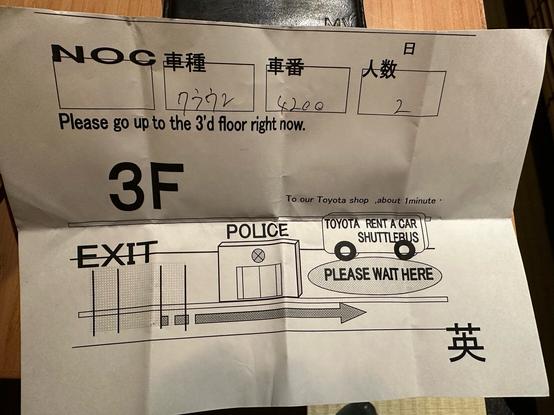 日
NOC 車種 車番 人数
クラウン 4200 2
Please go up to the 3'd floor right now.
3F
To our Toyota shop ,about 1minute ·
EXIT
POLICE
TOYOTA RENT A CAR
SHUTTLEBUS
PLEASE WAIT HERE
英